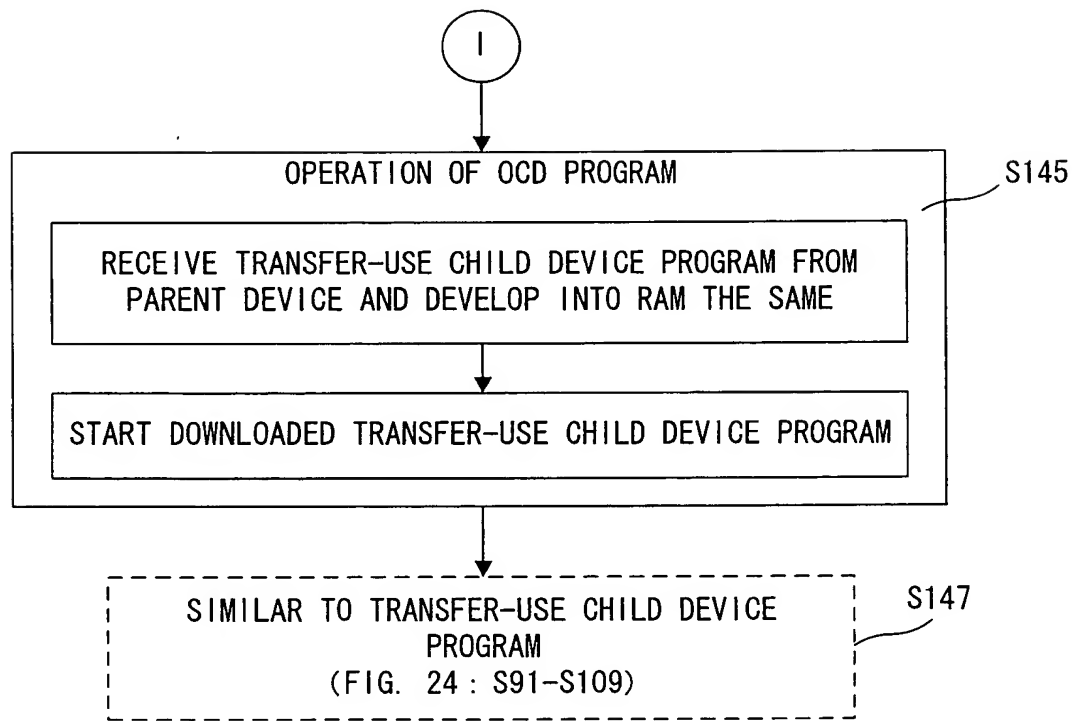 I
OPERATION OF OCD PROGRAM
S145
RECEIVE TRANSFER-USE CHILD DEVICE PROGRAM FROM
PARENT DEVICE AND DEVELOP INTO RAM THE SAME
START DOWNLOADED TRANSFER-USE CHILD DEVICE PROGRAM
S147
SIMILAR TO TRANSFER-USE CHILD DEVICE
PROGRAM
(FIG. 24 : S91-S109)